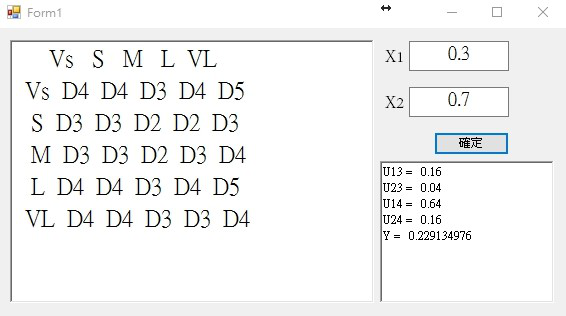 Form1
Vs S M L VL
Vs D4 D4 D3 D4 D5
S D3 D3 D2 D2 D3
M D3 D3 D2 D3 D4
L D4 D4 D3 D4 D5
VL D4 D4 D3 D3 D4
X1 0.3
X2 0.7
確定
U13 = 0.16
U23 = 0.04
U14 = 0.64
U24 = 0.16
Y = 0.229134976